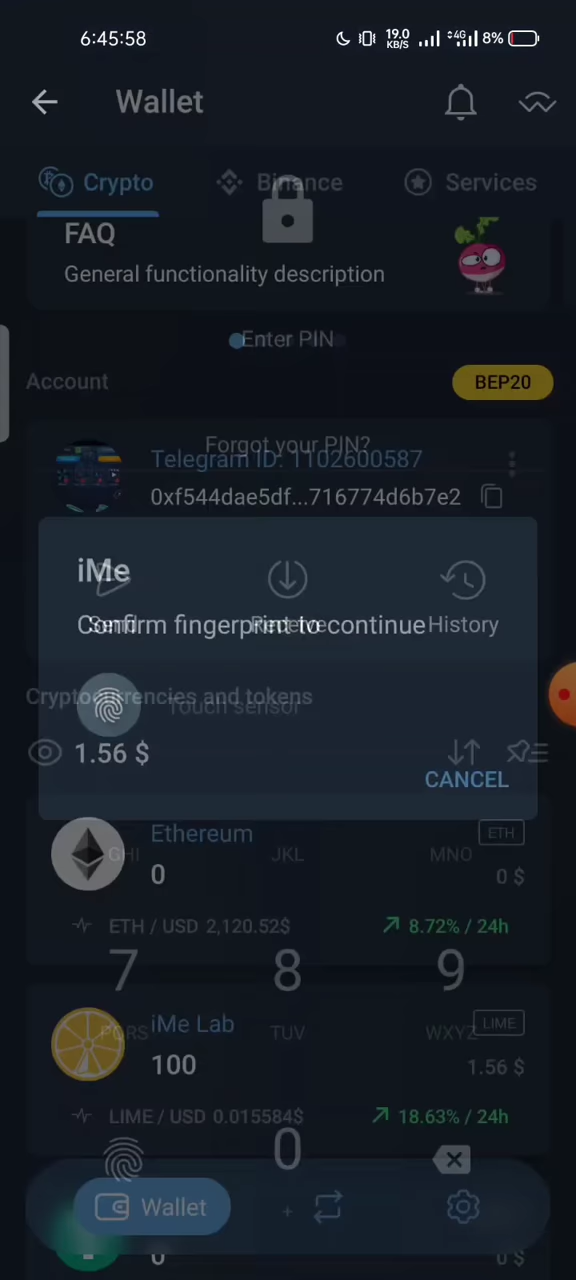 6:45:58
19.0 KB/S
4G
8%
Wallet
Crypto
Binance
Services
FAQ
General functionality description
Enter PIN
Account
BEP20
Forgot your PIN?
Telegram ID: 1102600587
0xf544dae5df...716774d6b7e2
iMe
Send
Receive
History
Confirm fingerprint to continue
Cryptocurrencies and tokens
Touch sensor
1.56 $
CANCEL
Ethereum
ETH
GHI
JKL
MNO
0
0 $
ETH / USD 2,120.52$
8.72% / 24h
7
8
9
iMe Lab
LIME
PQRS
TUV
WXYZ
100
1.56 $
LIME / USD 0.015584$
18.63% / 24h
0
Wallet
+
0
0 $